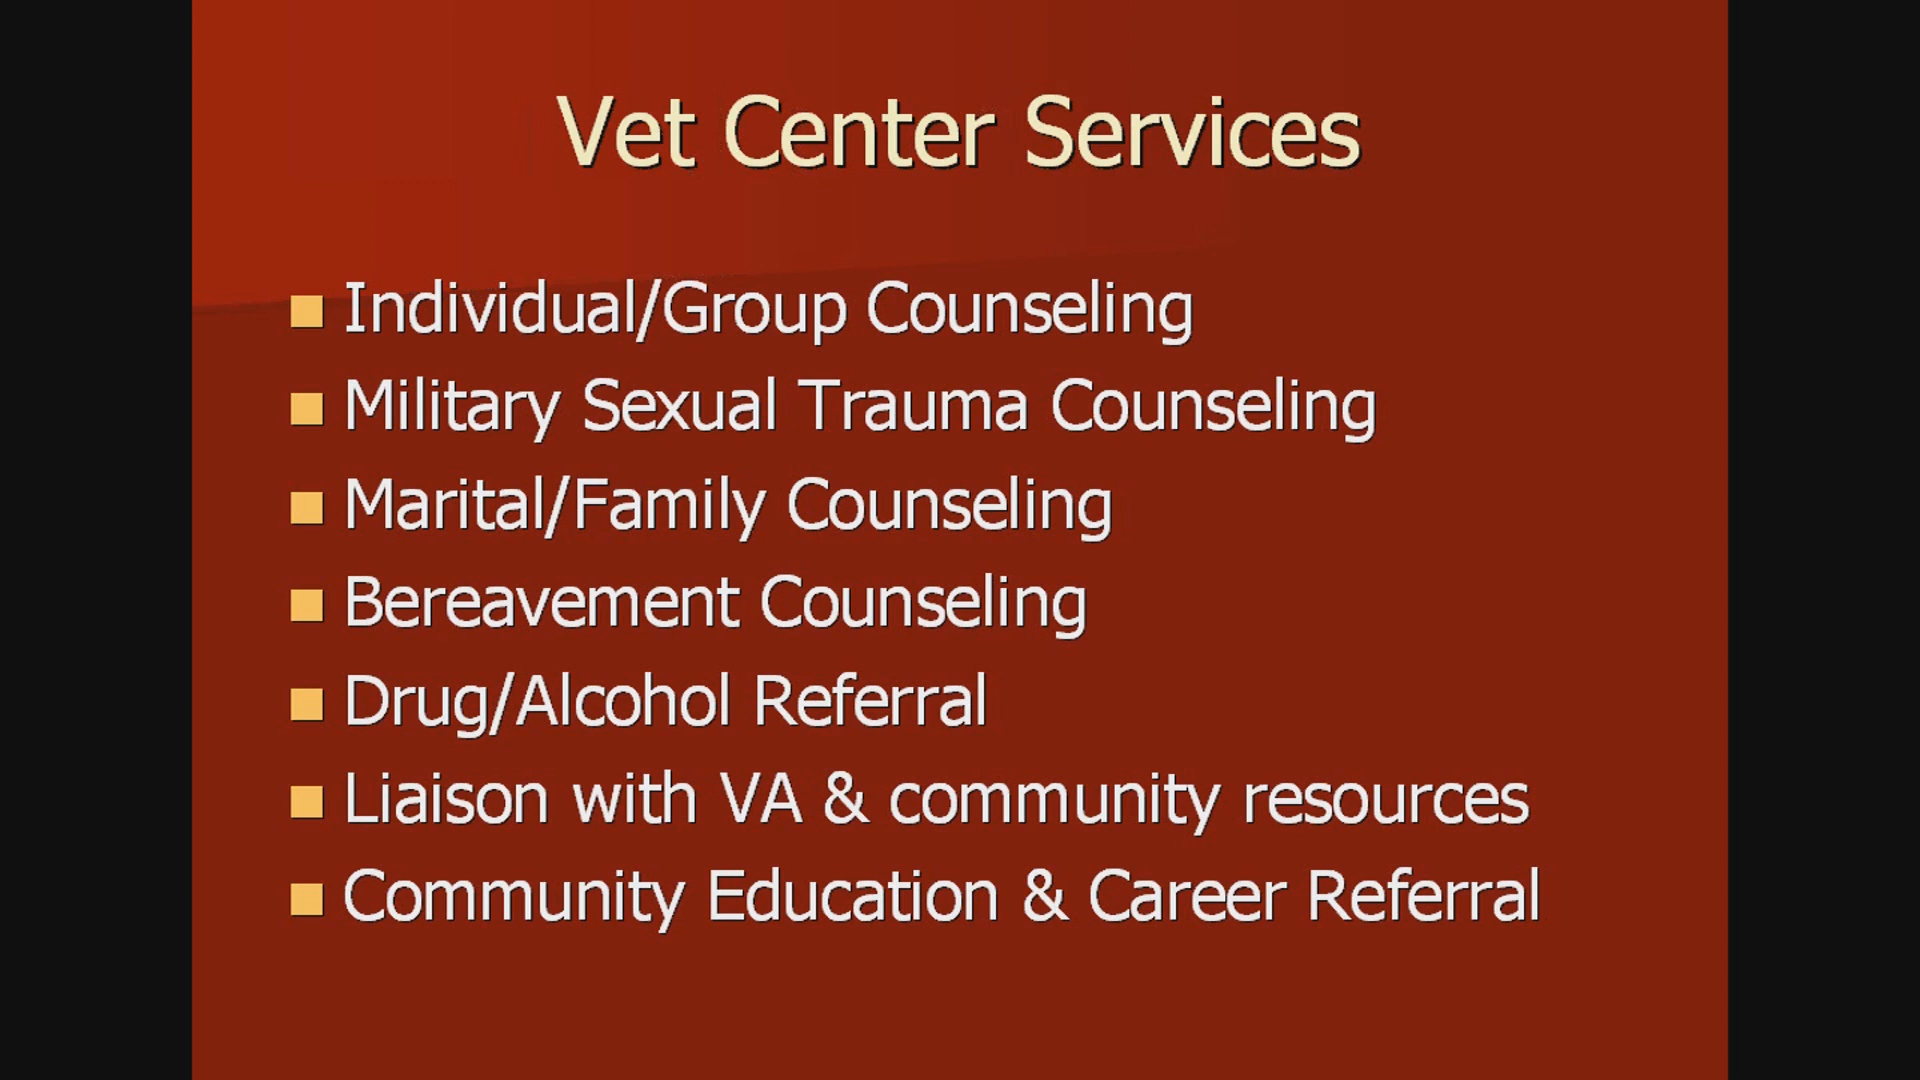 Vet Center Services
Individual/Group Counseling
Military Sexual Trauma Counseling
Marital/Family Counseling
Bereavement Counseling
Drug/Alcohol Referral
Liaison with VA & community resources
Community Education & Career Referral